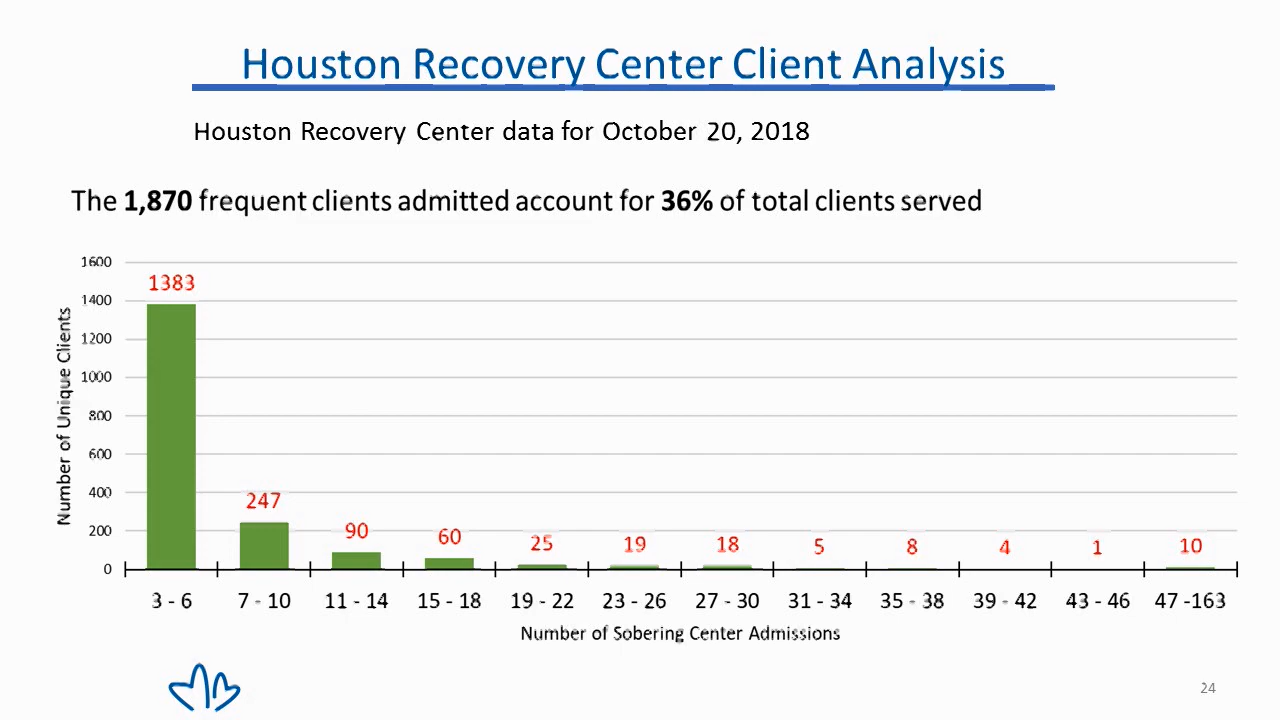 Houston Recovery Center Client Analysis
Houston Recovery Center data for October 20, 2018
The 1,870 frequent clients admitted account for 36% of total clients served
Number of Unique Clients
1600
1400
1200
1000
800
600
400
200
0
1383
247
90
60
25
19
18
5
8
4
1
10
3 - 6
7 - 10
11 - 14
15 - 18
19 - 22
23 - 26
27 - 30
31 - 34
35 - 38
39 - 42
43 - 46
47 -163
Number of Sobering Center Admissions
24